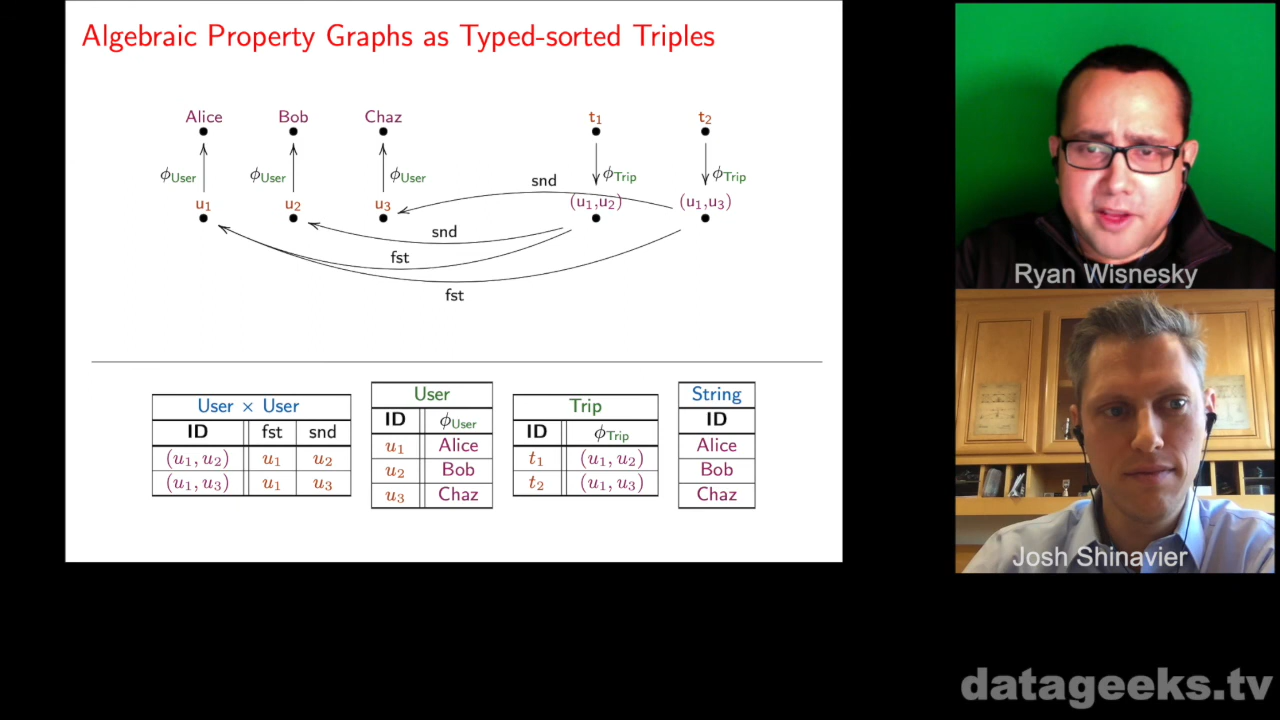 Algebraic Property Graphs as Typed-sorted Triples
Alice Bob Chaz t₁ t₂
ϕUser ϕUser ϕUser snd ϕTrip ϕTrip
u₁ u₂ u₃ (u₁,u₂) (u₁,u₃)
snd
fst
fst
User × User
ID fst snd
(u₁, u₂) u₁ u₂
(u₁, u₃) u₁ u₃
User
ID ϕUser
u₁ Alice
u₂ Bob
u₃ Chaz
Trip
ID ϕTrip
t₁ (u₁, u₂)
t₂ (u₁, u₃)
String
ID
Alice
Bob
Chaz
Ryan Wisnesky
Josh Shinavier
datageeks.tv